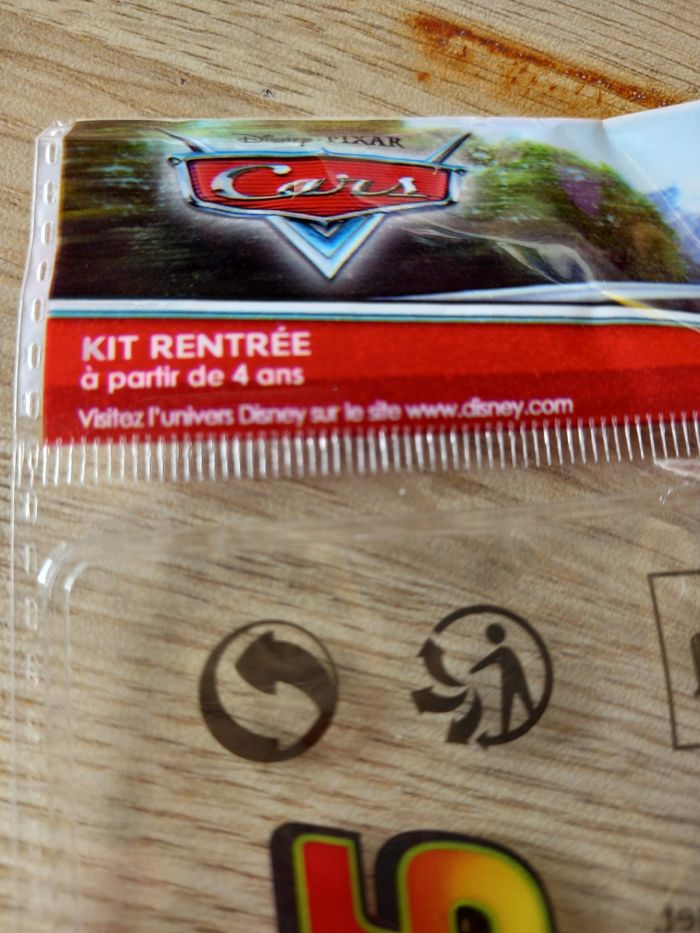 Disney PIXAR
Cars
KIT RENTRÉE
à partir de 4 ans
Visitez l'univers Disney sur le site www.disney.com